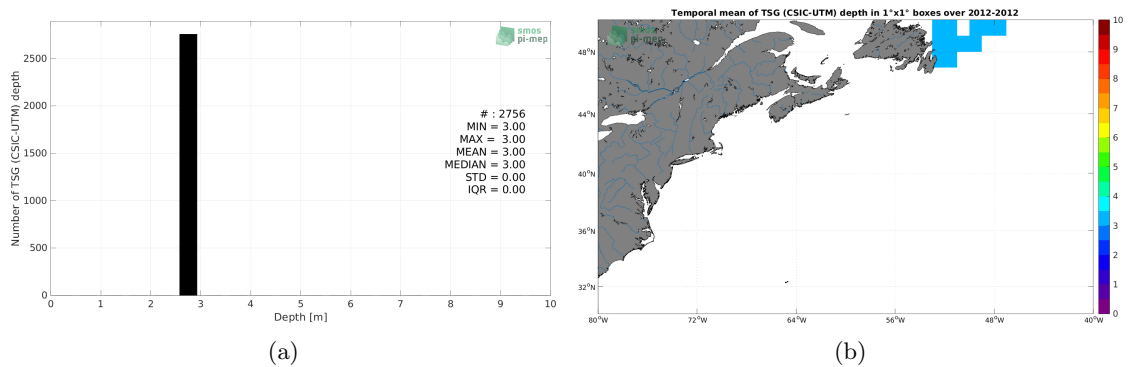 smos
pi-mep
Number of TSG (CSIC-UTM) depth
2500
2000
1500
1000
500
0
# : 2756
MIN = 3.00
MAX = 3.00
MEAN = 3.00
MEDIAN = 3.00
STD = 0.00
IQR = 0.00
0 1 2 3 4 5 6 7 8 9 10
Depth [m]
(a)
Temporal mean of TSG (CSIC-UTM) depth in 1°x1° boxes over 2012-2012
smos
pi-mep
48°N
44°N
40°N
36°N
32°N
80°W 72°W 64°W 56°W 48°W 40°W
10
9
8
7
6
5
4
3
2
1
0
(b)